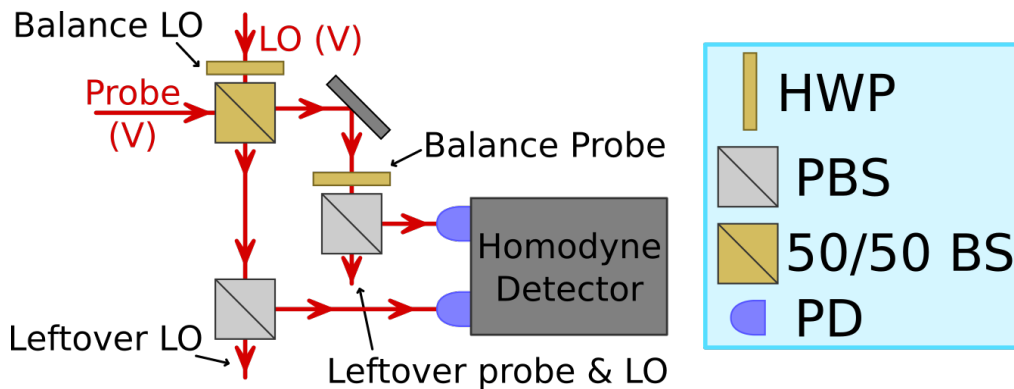 Balance LO
LO (V)
Probe
(V)
Balance Probe
Homodyne
Detector
Leftover LO
Leftover probe & LO
HWP
PBS
50/50 BS
PD